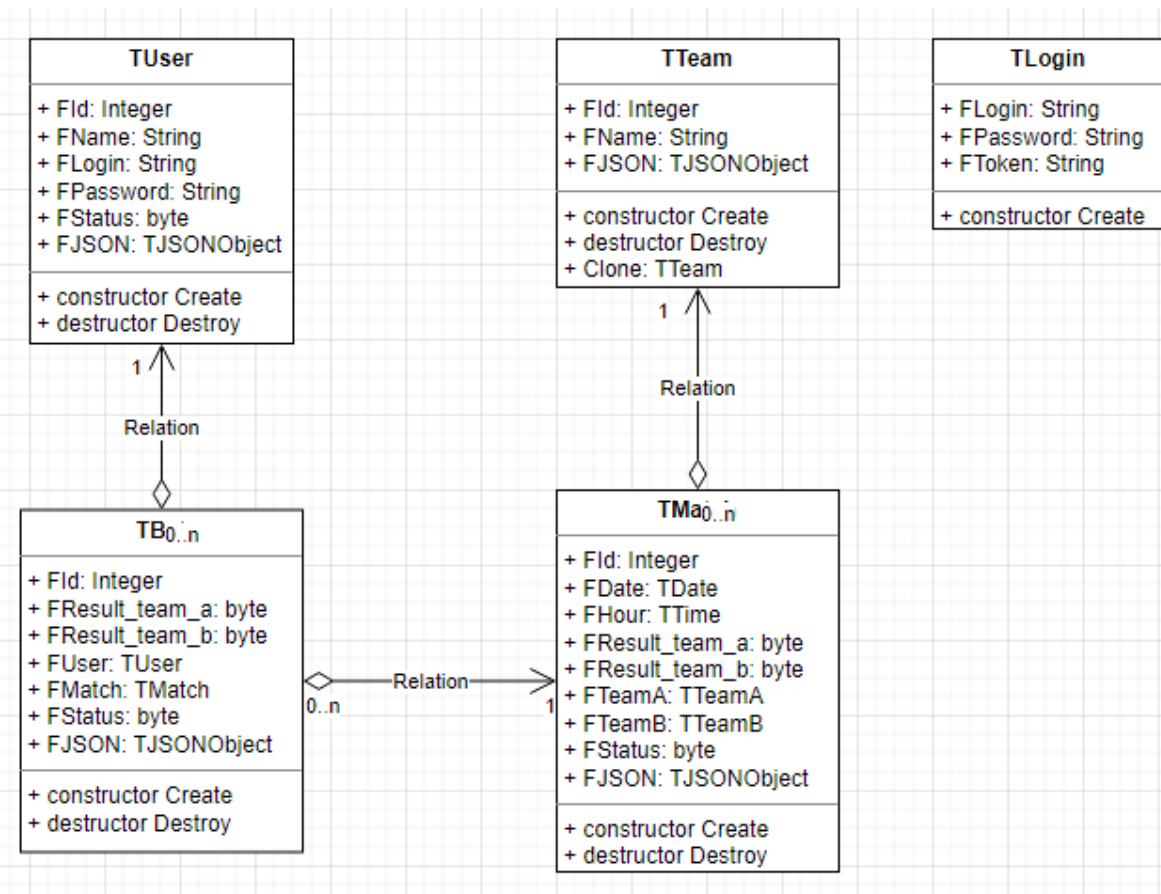 TUser
+ FId: Integer
+ FName: String
+ FLogin: String
+ FPassword: String
+ FStatus: byte
+ FJSON: TJSONObject
+ constructor Create
+ destructor Destroy
1
Relation
TTeam
+ FId: Integer
+ FName: String
+ FJSON: TJSONObject
+ constructor Create
+ destructor Destroy
+ Clone: TTeam
1
Relation
TLogin
+ FLogin: String
+ FPassword: String
+ FToken: String
+ constructor Create
0..n
+ FId: Integer
+ FResult_team_a: byte
+ FResult_team_b: byte
+ FUser: TUser
+ FMatch: TMatch
+ FStatus: byte
+ FJSON: TJSONObject
+ constructor Create
+ destructor Destroy
Relation
0..n
1
0..n
+ FId: Integer
+ FDate: TDate
+ FHour: TTime
+ FResult_team_a: byte
+ FResult_team_b: byte
+ FTeamA: TTeamA
+ FTeamB: TTeamB
+ FStatus: byte
+ FJSON: TJSONObject
+ constructor Create
+ destructor Destroy